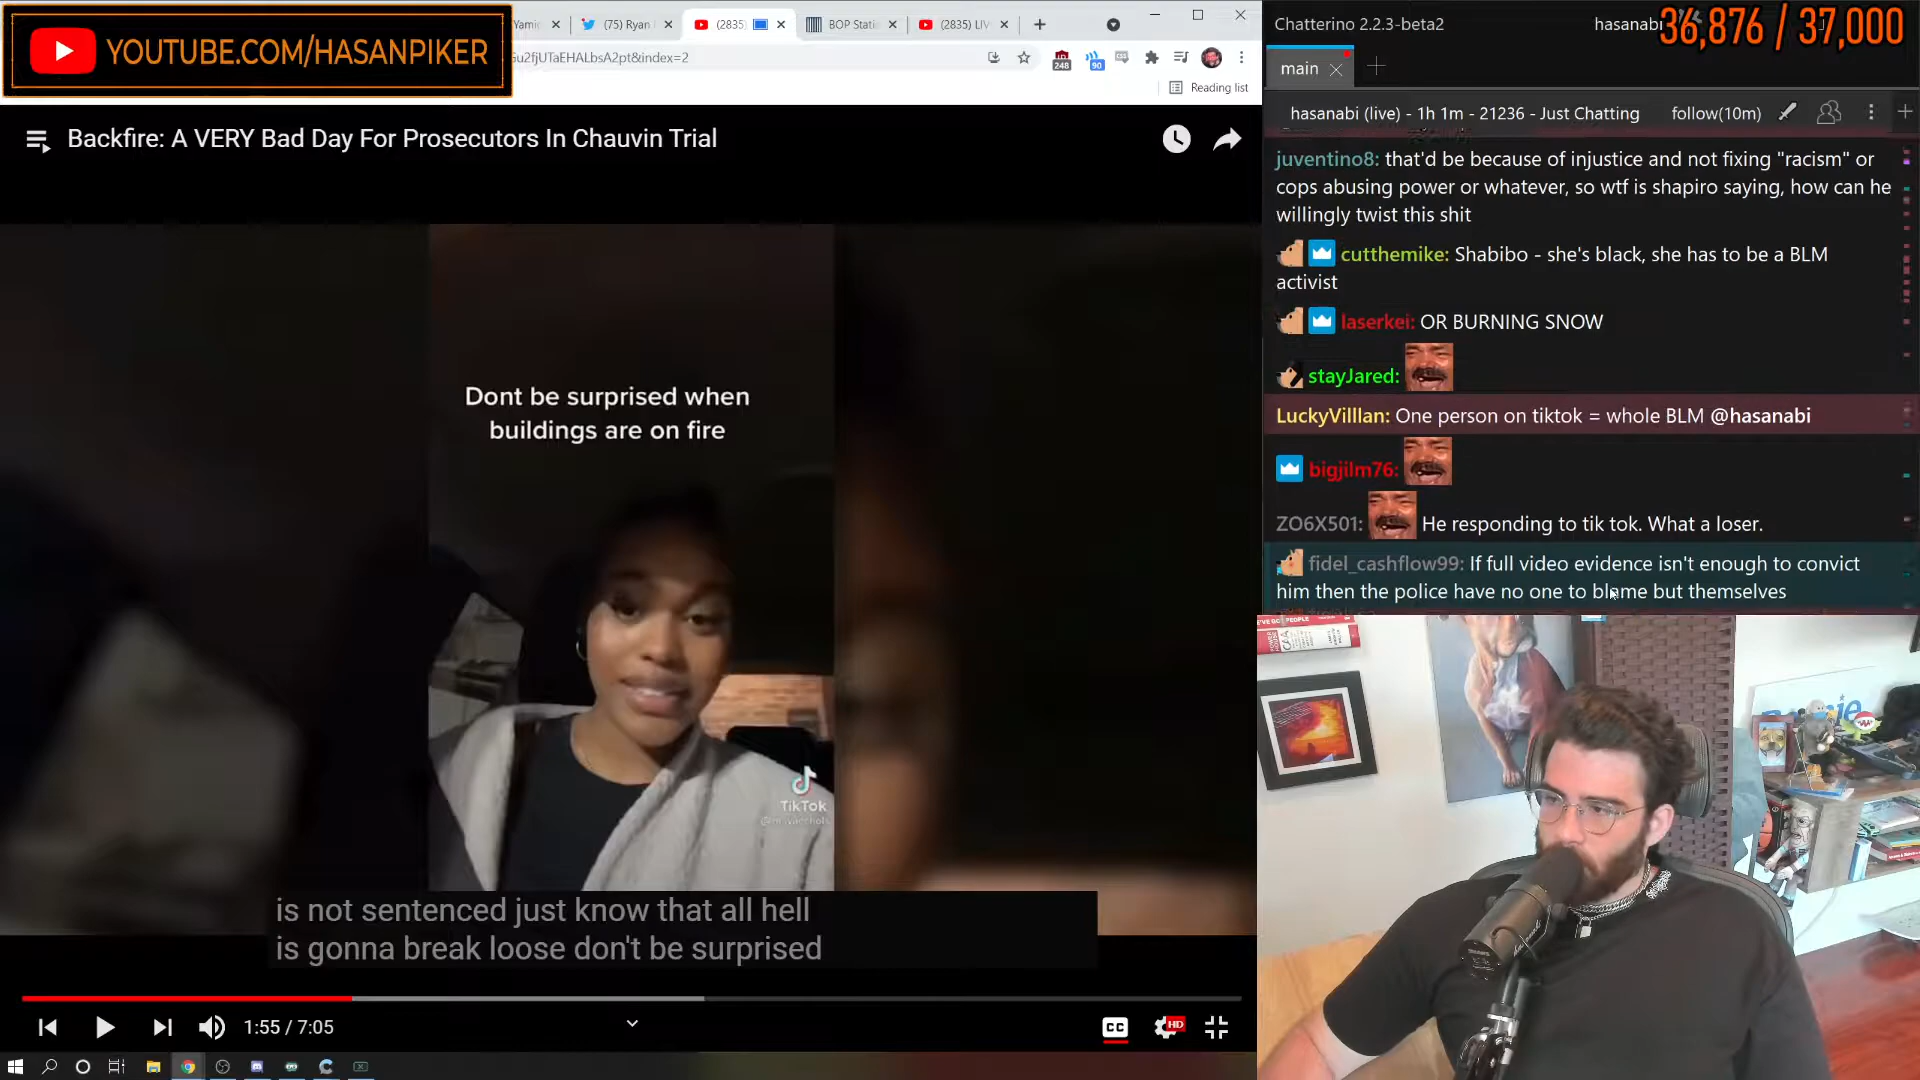 YOUTUBE.COM/HASANPIKER
(75) Ryan
(2835)
BOP Stati
(2835) LIV
Gu2fjUTaEHALbsA2pt&index=2
248
90
Reading list
Backfire: A VERY Bad Day For Prosecutors In Chauvin Trial
Dont be surprised when
buildings are on fire
TikTok
is not sentenced just know that all hell
is gonna break loose don't be surprised
1:55 / 7:05
CC
HD
Chatterino 2.2.3-beta2
hasanabi
36,876 / 37,000
main
hasanabi (live) - 1h 1m - 21236 - Just Chatting
follow(10m)
juventino8: that'd be because of injustice and not fixing "racism" or
cops abusing power or whatever, so wtf is shapiro saying, how can he
willingly twist this shit
cutthemike: Shabibo - she's black, she has to be a BLM
activist
laserkei: OR BURNING SNOW
stayJared:
LuckyVilllan: One person on tiktok = whole BLM @hasanabi
bigjilm76:
ZO6X501: He responding to tik tok. What a loser.
fidel_cashflow99: If full video evidence isn't enough to convict
him then the police have no one to blame but themselves